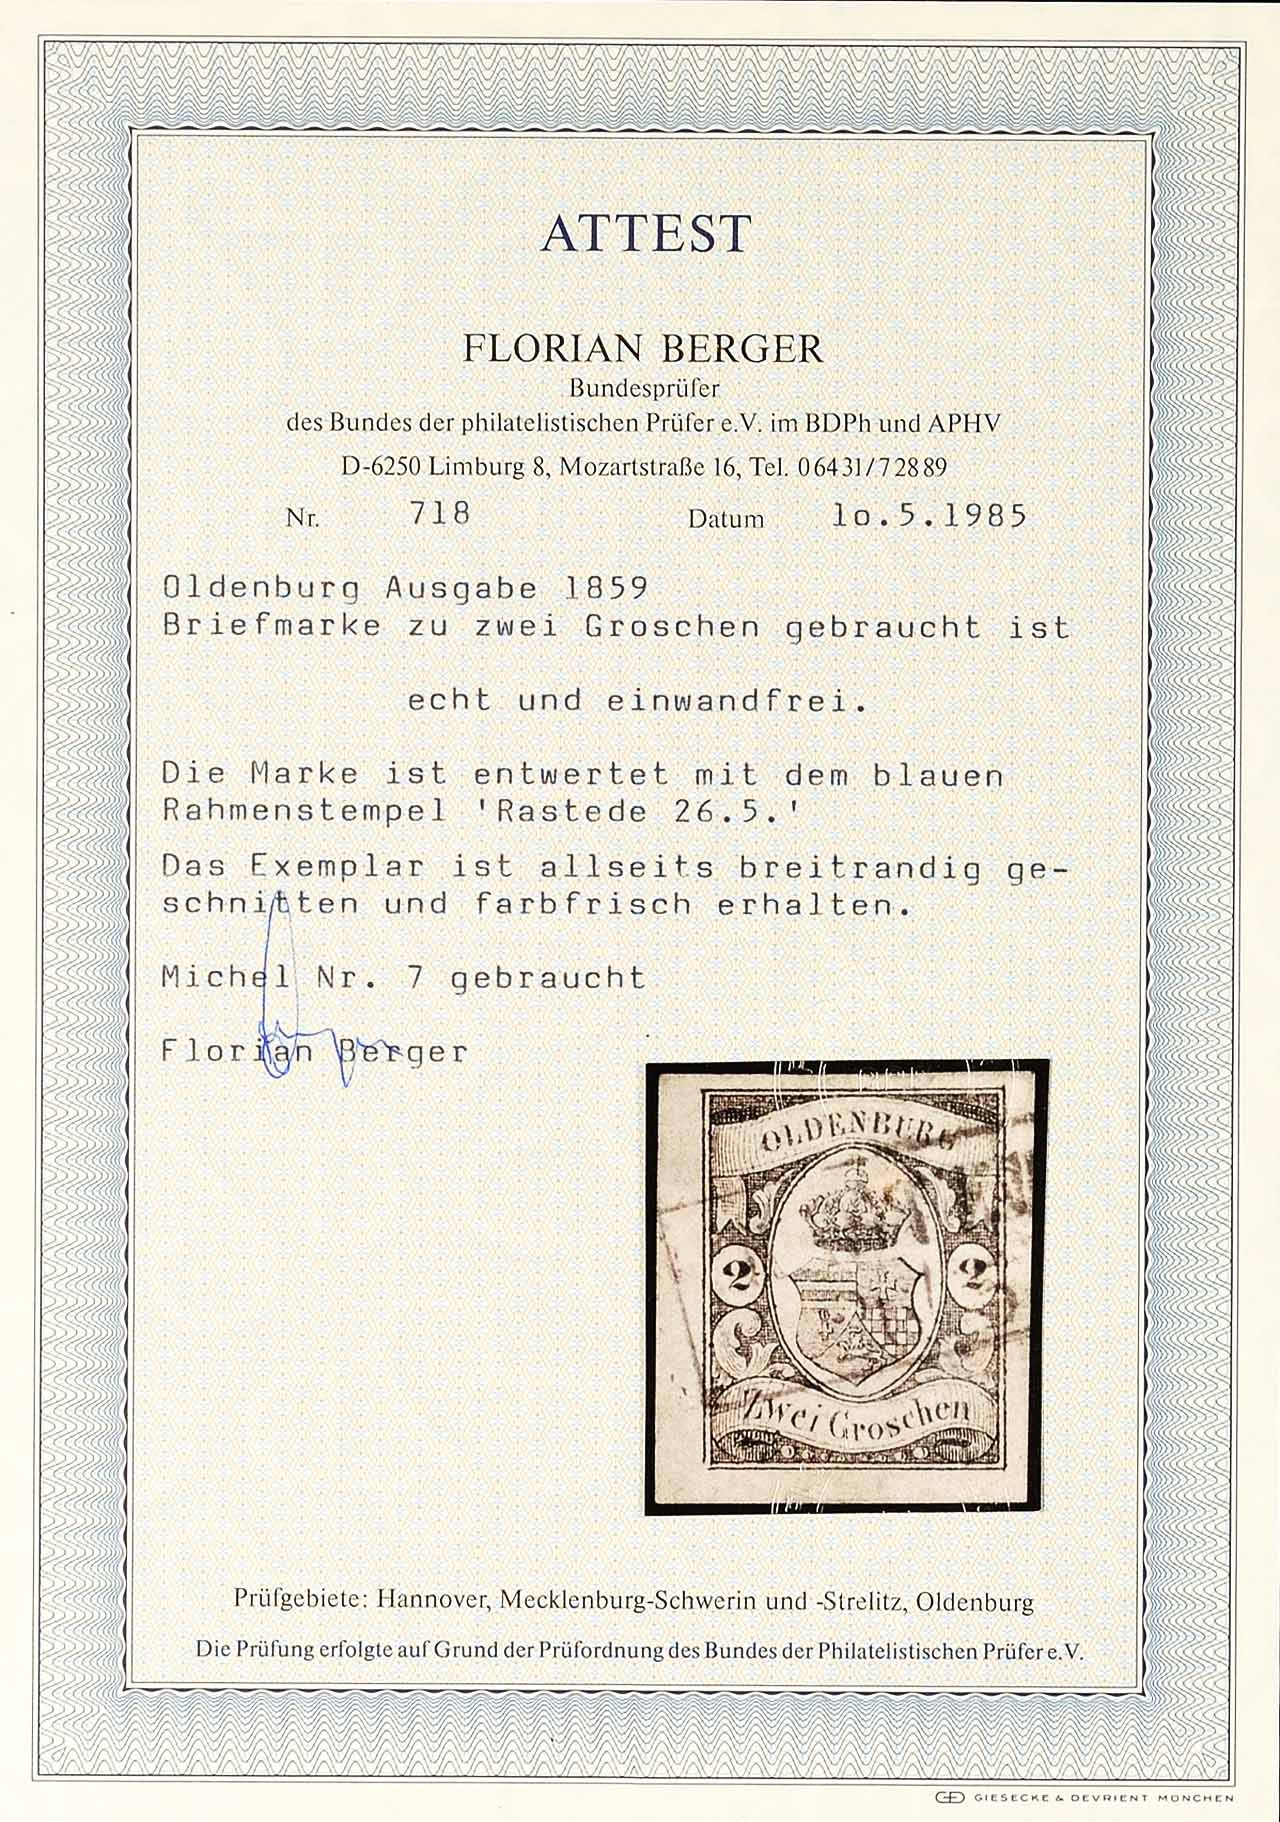 ATTEST
FLORIAN BERGER
Bundesprüfer
des Bundes der philatelistischen Prüfer e.V. im BDPh und APHV
D-6250 Limburg 8, Mozartstraße 16, Tel. 06431/72889
Nr. 718 Datum 1o.5.1985
Oldenburg Ausgabe 1859
Briefmarke zu zwei Groschen gebraucht ist
echt und einwandfrei.
Die Marke ist entwertet mit dem blauen
Rahmenstempel 'Rastede 26.5.'
Das Exemplar ist allseits breitrandig ge-
schnitten und farbfrisch erhalten.
Michel Nr. 7 gebraucht
Florian Berger
OLDENBURG
2 2
Zwei Groschen
Prüfgebiete: Hannover, Mecklenburg-Schwerin und -Strelitz, Oldenburg
Die Prüfung erfolgte auf Grund der Prüfordnung des Bundes der Philatelistischen Prüfer e.V.
GIESECKE & DEVRIENT MÜNCHEN